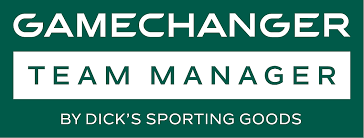 GAMECHANGER
TEAM MANAGER
BY DICK'S SPORTING GOODS